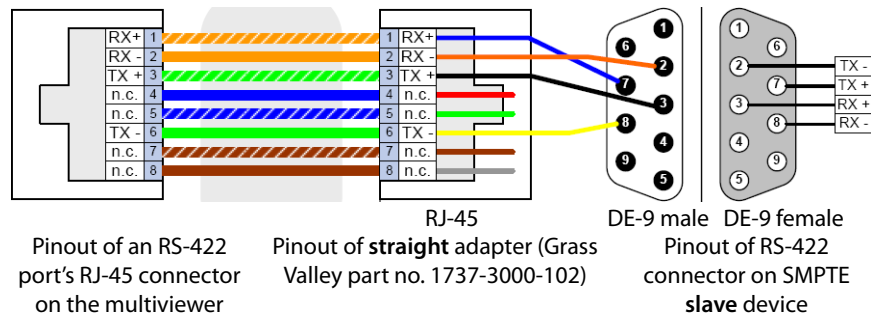 RX+ 1
RX - 2
TX + 3
n.c. 4
n.c. 5
TX - 6
n.c. 7
n.c. 8
1 RX+
2 RX -
3 TX +
4 n.c.
5 n.c.
6 TX -
7 n.c.
8 n.c.
1
6
2
7
3
8
4
9
5
1
6
2
7
3
8
4
9
5
TX -
TX +
RX +
RX -
RJ-45
DE-9 male
DE-9 female
Pinout of an RS-422
port’s RJ-45 connector
on the multiviewer
Pinout of straight adapter (Grass
Valley part no. 1737-3000-102)
Pinout of RS-422
connector on SMPTE
slave device